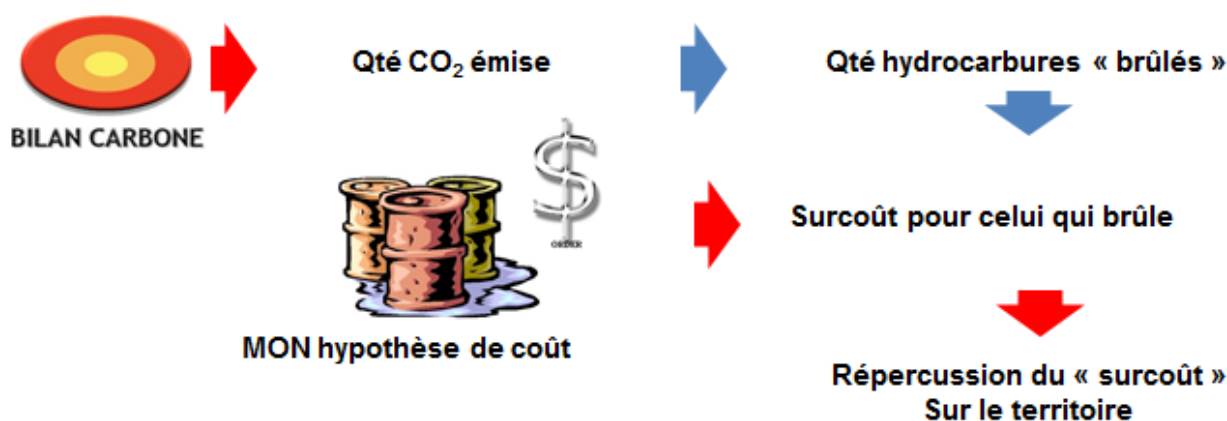 Qté CO₂ émise
Qté hydrocarbures « brûlés »
BILAN CARBONE
$
ORDER
Surcoût pour celui qui brûle
MON hypothèse de coût
Répercussion du « surcoût »
Sur le territoire